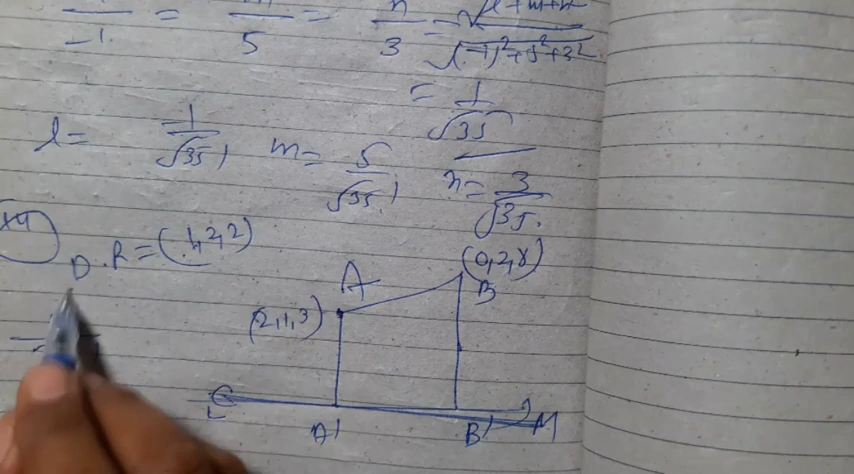 — = — = n/3 = √
-1 5 √(-1)²+5²+3²
= 1/√35
l = 1/√35, m = 5/√35, n = 3/√35.
D.R = (1,2,2)
A (0,2,8)
B
(2,1,3)
L A' B' M